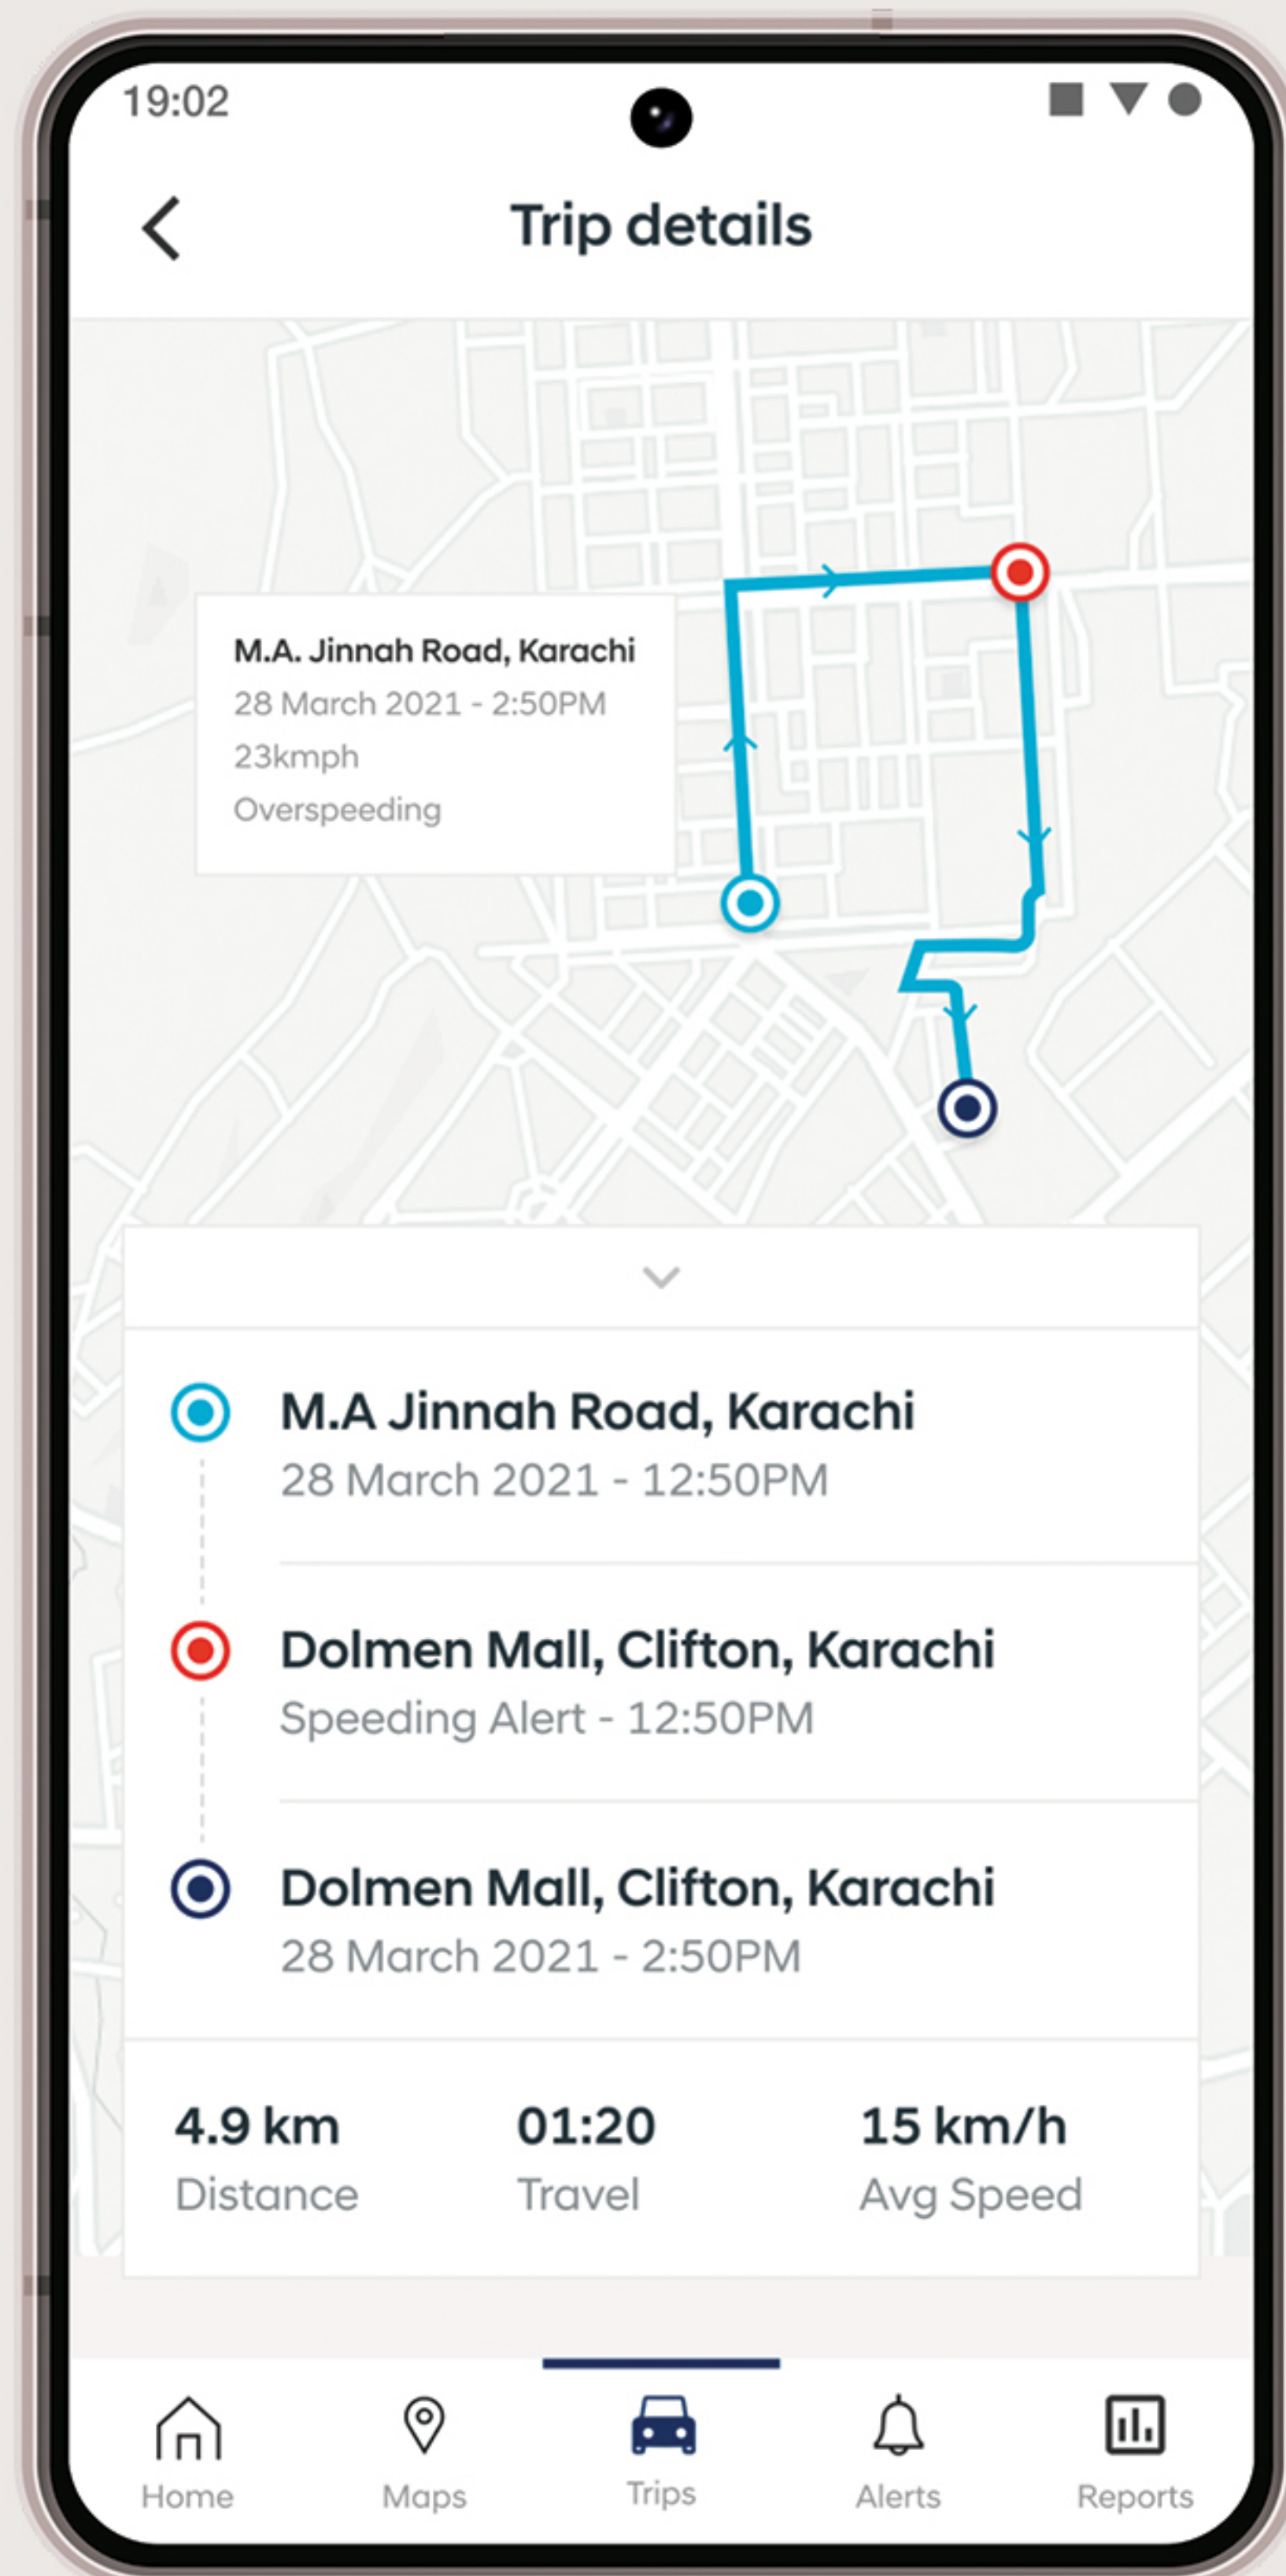 19:02
Trip details
M.A. Jinnah Road, Karachi
28 March 2021 - 2:50PM
23kmph
Overspeeding
M.A Jinnah Road, Karachi
28 March 2021 - 12:50PM
Dolmen Mall, Clifton, Karachi
Speeding Alert - 12:50PM
Dolmen Mall, Clifton, Karachi
28 March 2021 - 2:50PM
4.9 km 01:20 15 km/h
Distance Travel Avg Speed
Home Maps Trips Alerts Reports